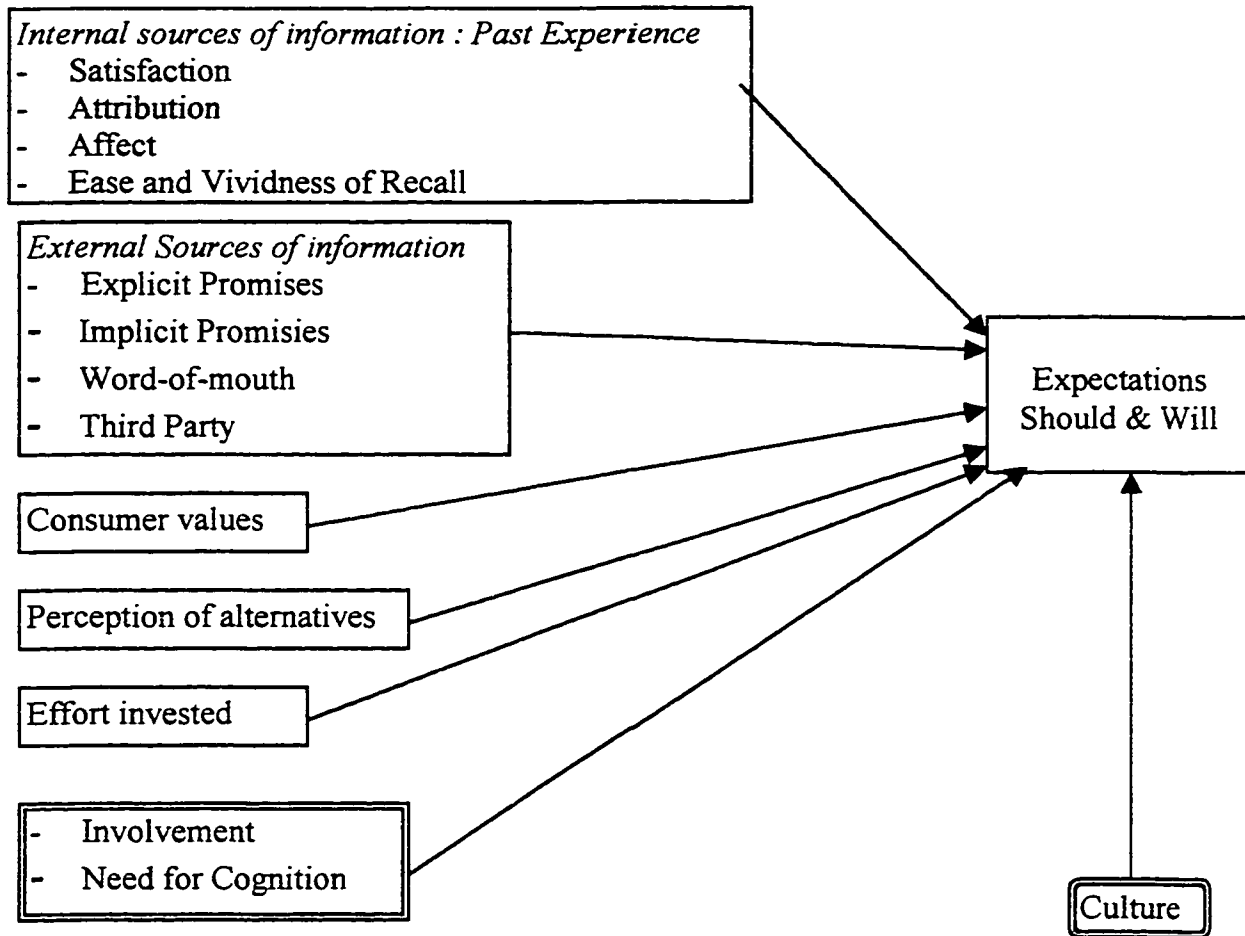 Internal sources of information : Past Experience
- Satisfaction
- Attribution
- Affect
- Ease and Vividness of Recall
External Sources of information
- Explicit Promises
- Implicit Promisies
- Word-of-mouth
- Third Party
Expectations
Should & Will
Consumer values
Perception of alternatives
Effort invested
- Involvement
- Need for Cognition
Culture